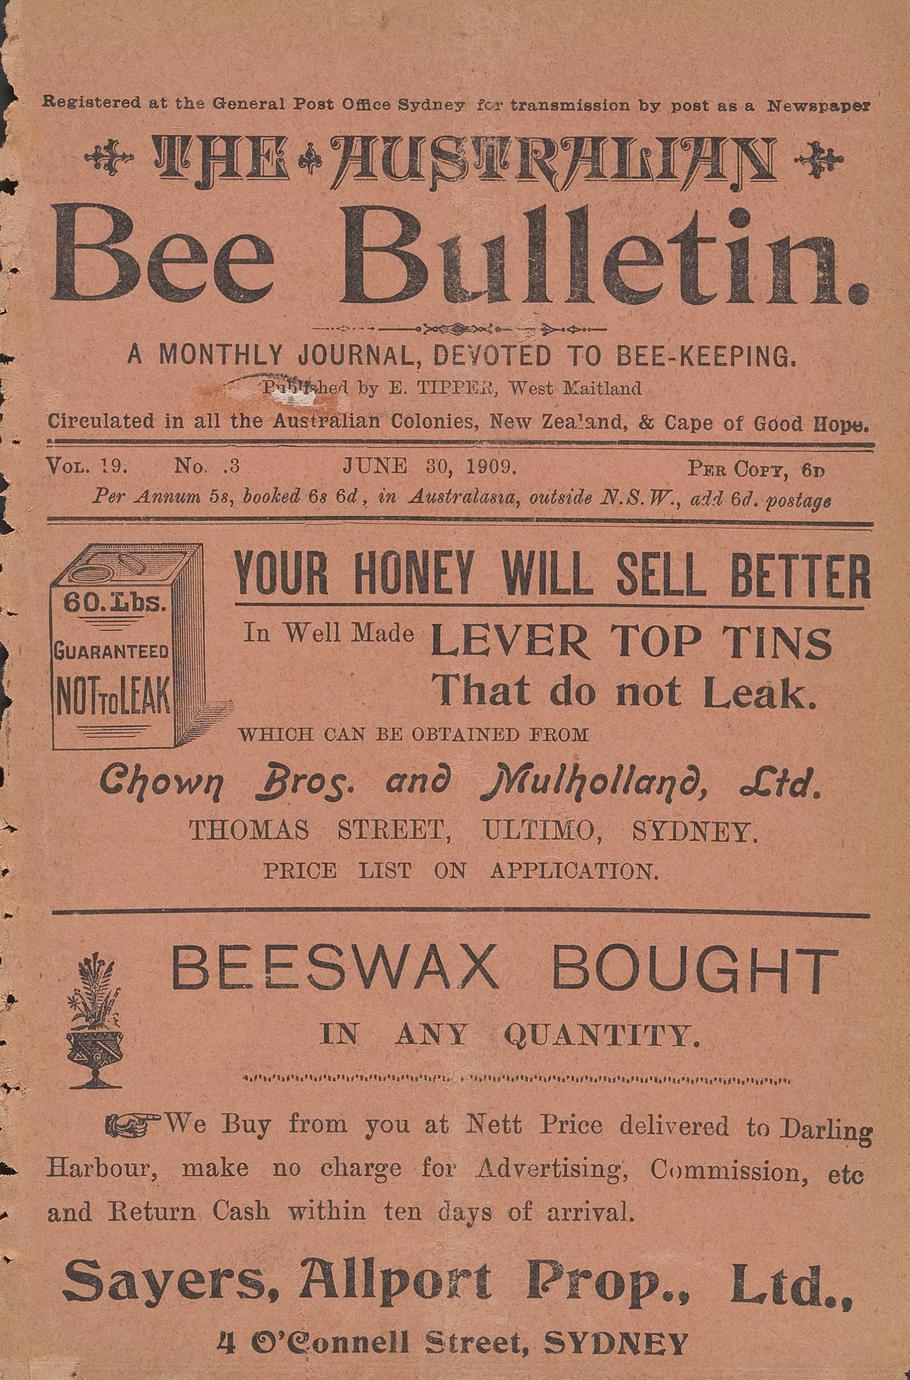 Registered at the General Post Office Sydney for transmission by post as a Newspaper
THE AUSTRALIAN
Bee Bulletin.
A MONTHLY JOURNAL, DEVOTED TO BEE-KEEPING.
Published by E. TIPPER, West Maitland
Circulated in all the Australian Colonies, New Zealand, & Cape of Good Hope.
VOL. 19. No. .3 JUNE 30, 1909. PER COPY, 6D
Per Annum 5s, booked 6s 6d, in Australasia, outside N.S.W., add 6d. postage
60. Lbs.
GUARANTEED
NOT TO LEAK
YOUR HONEY WILL SELL BETTER
In Well Made LEVER TOP TINS
That do not Leak.
WHICH CAN BE OBTAINED FROM
Chown Bros. and Mulholland, Ltd.
THOMAS STREET, ULTIMO, SYDNEY.
PRICE LIST ON APPLICATION.
BEESWAX BOUGHT
IN ANY QUANTITY.
We Buy from you at Nett Price delivered to Darling
Harbour, make no charge for Advertising, Commission, etc
and Return Cash within ten days of arrival.
Sayers, Allport Prop., Ltd.,
4 O'Connell Street, SYDNEY